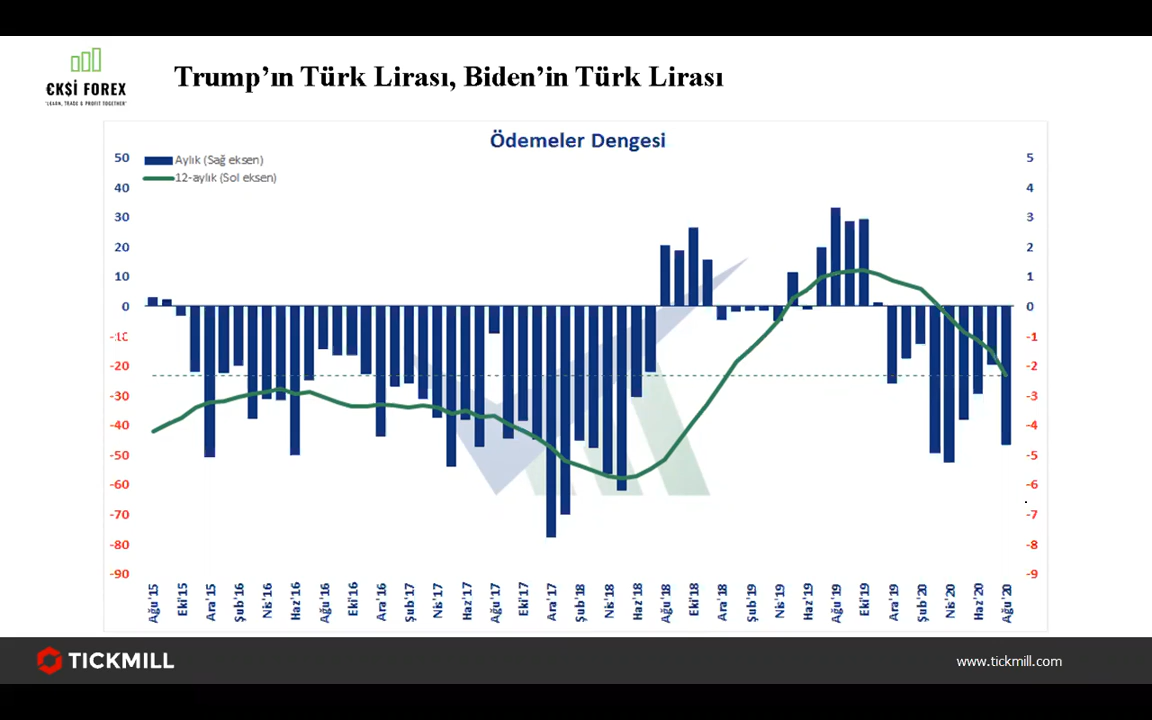 €K$İ FOREX
"LEARN, TRADE & PROFIT TOGETHER"
Trump’ın Türk Lirası, Biden’in Türk Lirası
Ödemeler Dengesi
Aylık (Sağ eksen)
12-aylık (Sol eksen)
50
40
30
20
10
0
-10
-20
-30
-40
-50
-60
-70
-80
-90
5
4
3
2
1
0
-1
-2
-3
-4
-5
-6
-7
-8
-9
Ağu'15
Eki'15
Ara'15
Şub'16
Nis'16
Haz'16
Ağu'16
Eki'16
Ara'16
Şub'17
Nis'17
Haz'17
Ağu'17
Eki'17
Ara'17
Şub'18
Nis'18
Haz'18
Ağu'18
Eki'18
Ara'18
Şub'19
Nis'19
Haz'19
Ağu'19
Eki'19
Ara'19
Şub'20
Nis'20
Haz'20
Ağu'20
TICKMILL
www.tickmill.com